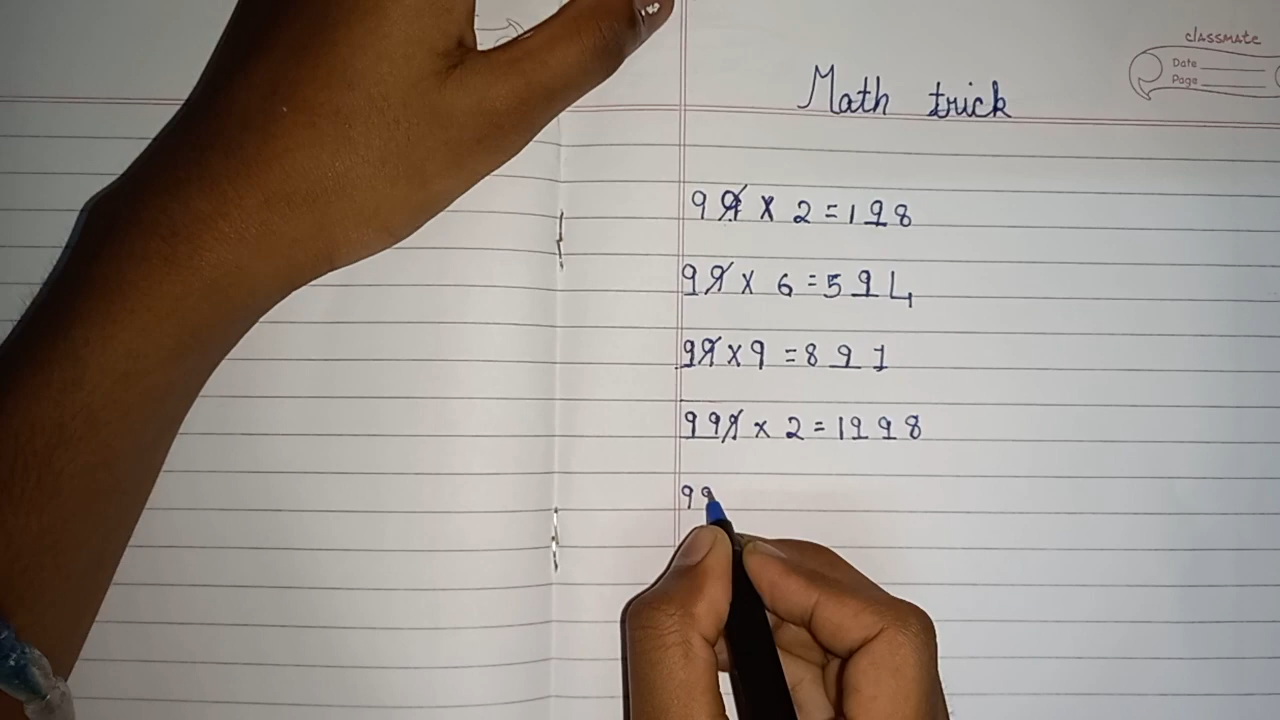 classmate
Date
Page
Math trick
99 x 2 = 198
99 x 6 = 594
99 x 9 = 891
999 x 2 = 1998
99